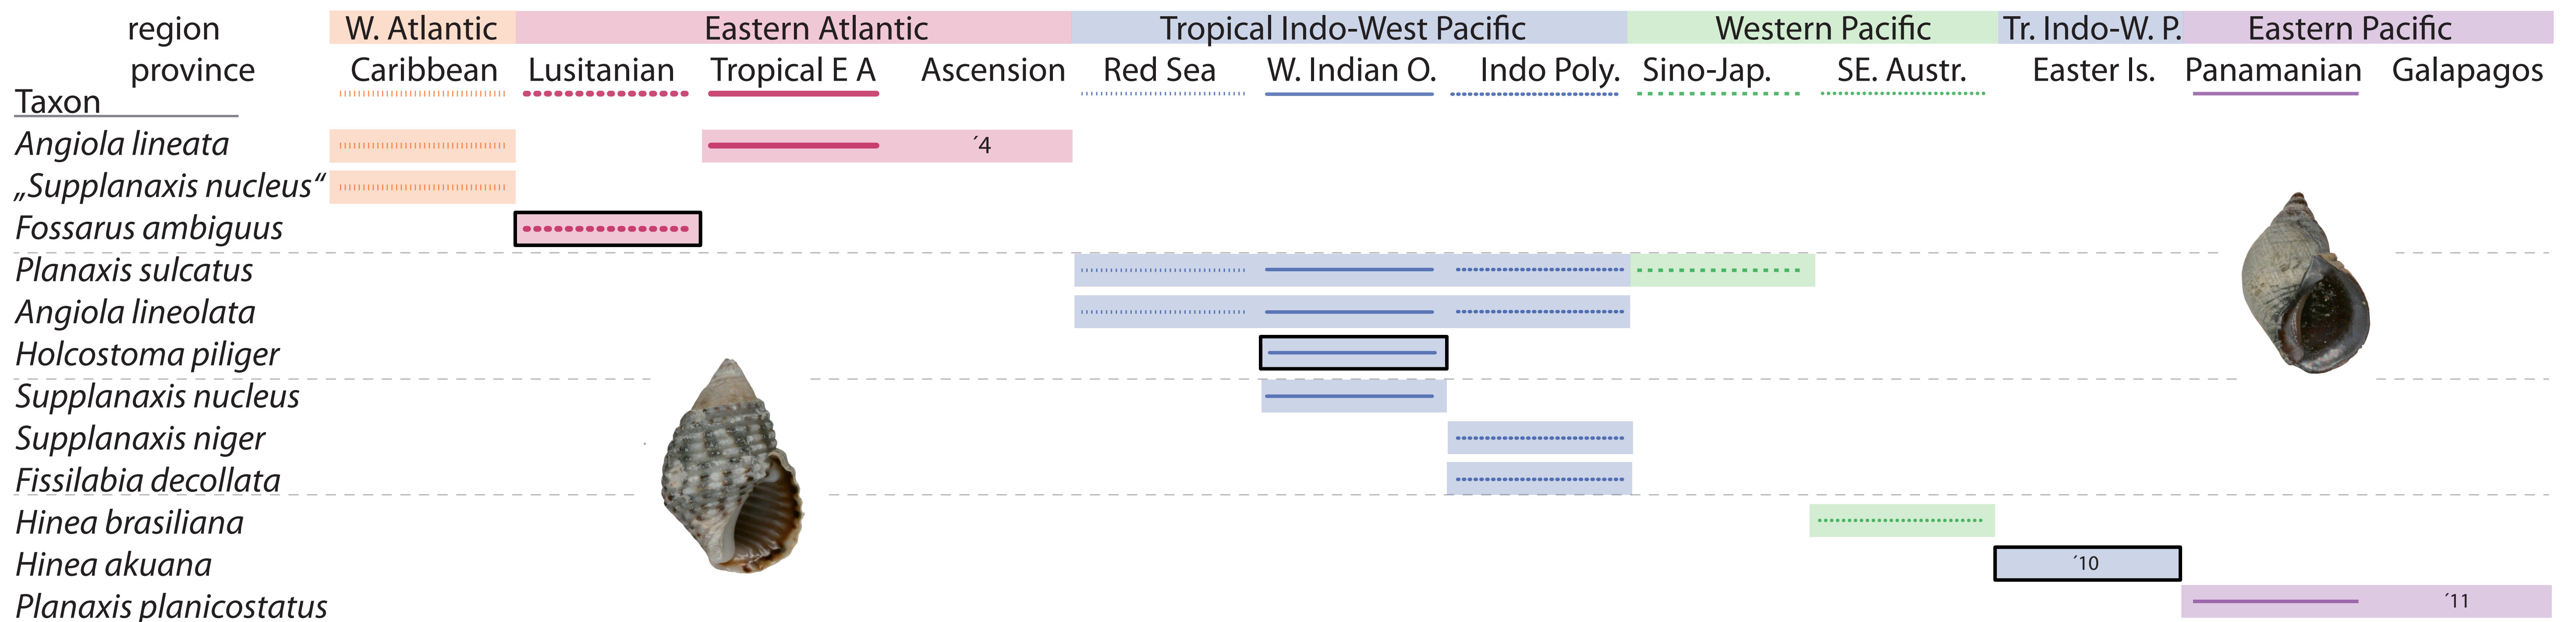 region W. Atlantic Eastern Atlantic Tropical Indo-West Pacific Western Pacific Tr. Indo-W. P. Eastern Pacific
province Caribbean Lusitanian Tropical E A Ascension Red Sea W. Indian O. Indo Poly. Sino-Jap. SE. Austr. Easter Is. Panamanian Galapagos
Taxon
Angiola lineata ´4
„Supplanaxis nucleus“
Fossarus ambiguus
Planaxis sulcatus
Angiola lineolata
Holcostoma piliger
Supplanaxis nucleus
Supplanaxis niger
Fissilabia decollata
Hinea brasiliana
Hinea akuana ´10
Planaxis planicostatus ´11